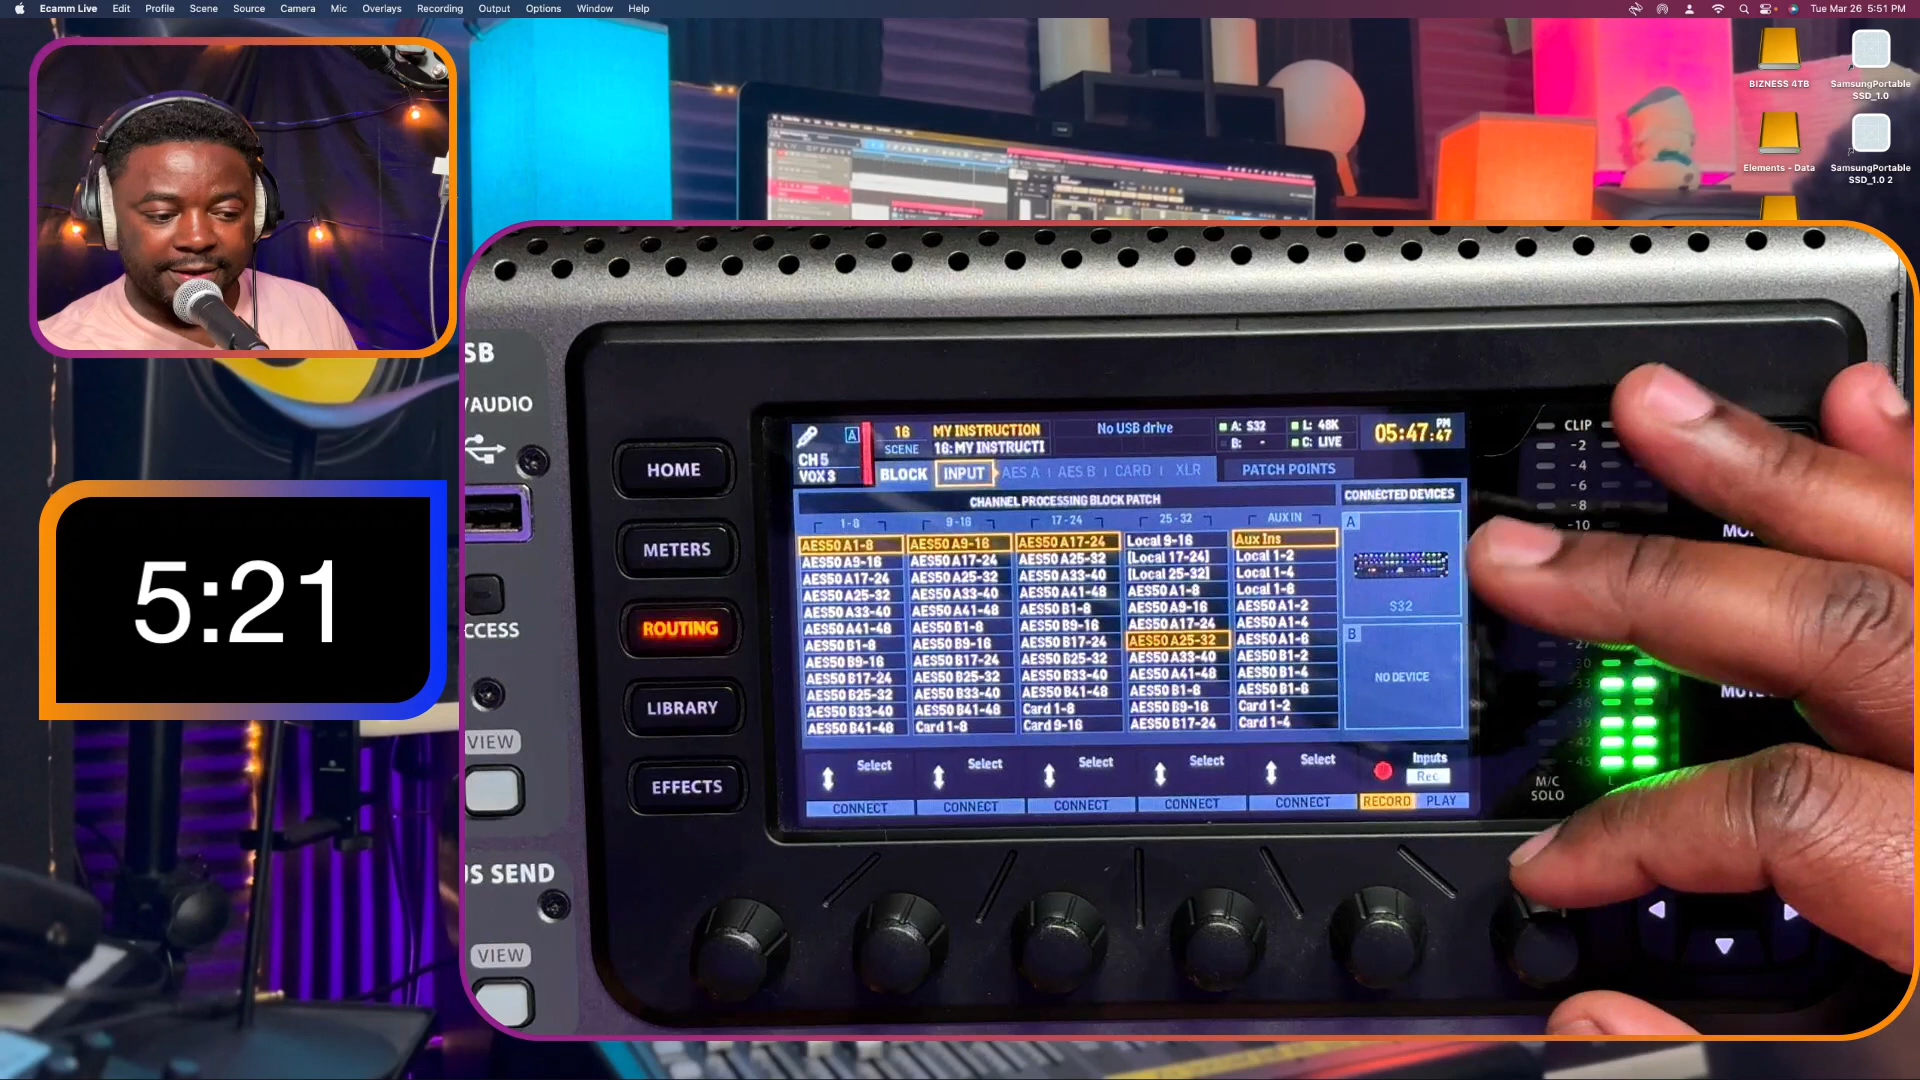 Ecamm Live Edit Profile Scene Source Camera Mic Overlays Recording Output Options Window Help
Tue Mar 26 5:51 PM
BIZNESS 4TB
SamsungPortable
SSD_1.0
Elements - Data
SamsungPortable
SSD_1.0 2
5:21
SB
/AUDIO
CCESS
VIEW
US SEND
VIEW
HOME
METERS
ROUTING
LIBRARY
EFFECTS
A
CH 5
VOX 3
16
SCENE
MY INSTRUCTION
16: MY INSTRUCTI
No USB drive
A: S32
B: -
L: 48K
C: LIVE
05:47:47 PM
BLOCK INPUT AES A AES B CARD XLR PATCH POINTS
CHANNEL PROCESSING BLOCK PATCH
CONNECTED DEVICES
1-8 9-16 17-24 25-32 AUX IN
AES50 A1-8 AES50 A9-16 AES50 A17-24 Local 9-16 Aux Ins
AES50 A9-16 AES50 A17-24 AES50 A25-32 [Local 17-24] Local 1-2
AES50 A17-24 AES50 A25-32 AES50 A33-40 [Local 25-32] Local 1-4
AES50 A25-32 AES50 A33-40 AES50 A41-48 AES50 A1-8 Local 1-8
AES50 A33-40 AES50 A41-48 AES50 B1-8 AES50 A9-16 AES50 A1-2
AES50 A41-48 AES50 B1-8 AES50 B9-16 AES50 A17-24 AES50 A1-4
AES50 B1-8 AES50 B9-16 AES50 B17-24 AES50 A25-32 AES50 A1-6
AES50 B9-16 AES50 B17-24 AES50 B25-32 AES50 A33-40 AES50 B1-2
AES50 B17-24 AES50 B25-32 AES50 B33-40 AES50 A41-48 AES50 B1-4
AES50 B25-32 AES50 B33-40 AES50 B41-48 AES50 B1-8 AES50 B1-6
AES50 B33-40 AES50 B41-48 Card 1-8 AES50 B9-16 Card 1-2
AES50 B41-48 Card 1-8 Card 9-16 AES50 B17-24 Card 1-4
A
S32
B
NO DEVICE
Select Select Select Select Select
Inputs
Rec
CONNECT CONNECT CONNECT CONNECT CONNECT RECORD PLAY
CLIP
-2
-4
-6
-8
-10
-27
-30
-33
-36
-39
-42
-45
L
M/C
SOLO